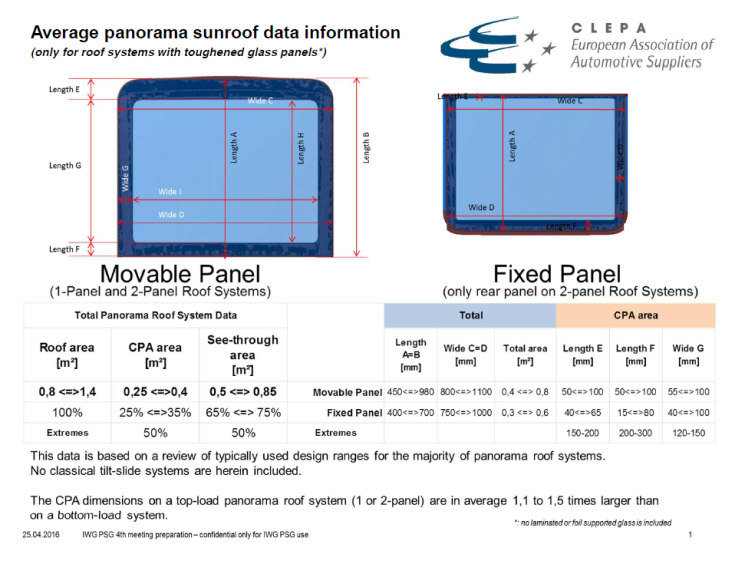 Average panorama sunroof data information
(only for roof systems with toughened glass panels*)
C L E P A
European Association of
Automotive Suppliers
Length E
Wide C
Length A
Length H
Length B
Length G
Wide G
Wide I
Wide D
Length F
Length E
Wide C
Length A
Wide G
Wide D
Length F
Movable Panel
(1-Panel and 2-Panel Roof Systems)
Fixed Panel
(only rear panel on 2-panel Roof Systems)
Total Panorama Roof System Data
Roof area [m²] CPA area [m²] See-through area [m²]
0,8 <=>1,4 0,25 <=>0,4 0,5 <=> 0,85
100% 25% <=>35% 65% <=> 75%
Extremes 50% 50%
Total CPA area
Length A=B [mm] Wide C=D [mm] Total area [m²] Length E [mm] Length F [mm] Wide G [mm]
Movable Panel 450<=>980 800<=>1100 0,4 <=> 0,8 50<=>100 50<=>100 55<=>100
Fixed Panel 400<=>700 750<=>1000 0,3 <=> 0,6 40<=>65 15<=>80 40<=>100
Extremes 150-200 200-300 120-150
This data is based on a review of typically used design ranges for the majority of panorama roof systems.
No classical tilt-slide systems are herein included.
The CPA dimensions on a top-load panorama roof system (1 or 2-panel) are in average 1,1 to 1,5 times larger than
on a bottom-load system.
*: no laminated or foil supported glass is included
25.04.2016 IWG PSG 4th meeting preparation – confidential only for IWG PSG use 1